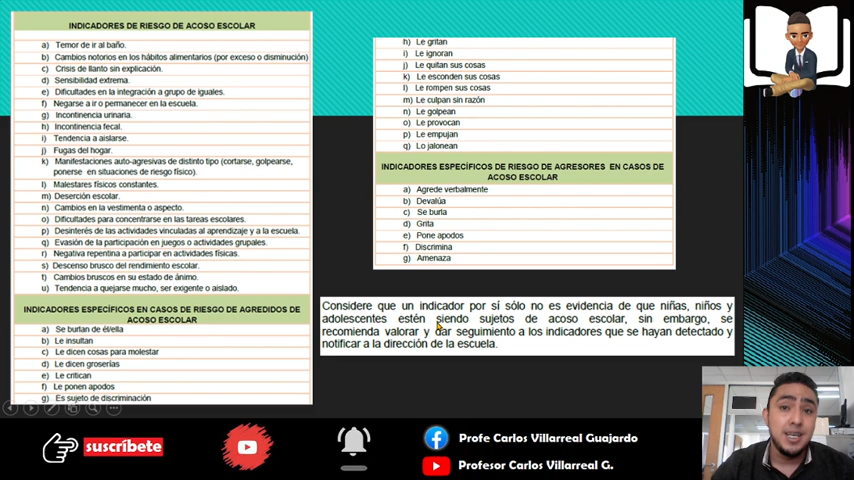 INDICADORES DE RIESGO DE ACOSO ESCOLAR
a) Temor de ir al baño.
b) Cambios notorios en los hábitos alimentarios (por exceso o disminución)
c) Crisis de llanto sin explicación.
d) Sensibilidad extrema.
e) Dificultades en la integración a grupo de iguales.
f) Negarse a ir o permanecer en la escuela.
g) Incontinencia urinaria.
h) Incontinencia fecal.
i) Tendencia a aislarse.
j) Fugas del hogar.
k) Manifestaciones auto-agresivas de distinto tipo (cortarse, golpearse,
ponerse en situaciones de riesgo físico).
l) Malestares físicos constantes.
m) Deserción escolar.
n) Cambios en la vestimenta o aspecto.
o) Dificultades para concentrarse en las tareas escolares.
p) Desinterés de las actividades vinculadas al aprendizaje y a la escuela.
q) Evasión de la participación en juegos o actividades grupales.
r) Negativa repentina a participar en actividades físicas.
s) Descenso brusco del rendimiento escolar.
t) Cambios bruscos en su estado de ánimo.
u) Tendencia a quejarse mucho, ser exigente o aislado.
INDICADORES ESPECÍFICOS EN CASOS DE RIESGO DE AGREDIDOS DE
ACOSO ESCOLAR
a) Se burlan de él/ella
b) Le insultan
c) Le dicen cosas para molestar
d) Le dicen groserías
e) Le critican
f) Le ponen apodos
g) Es sujeto de discriminación
h) Le gritan
i) Le ignoran
j) Le quitan sus cosas
k) Le esconden sus cosas
l) Le rompen sus cosas
m) Le culpan sin razón
n) Le golpean
o) Le provocan
p) Le empujan
q) Lo jalonean
INDICADORES ESPECÍFICOS DE RIESGO DE AGRESORES EN CASOS DE
ACOSO ESCOLAR
a) Agrede verbalmente
b) Devalúa
c) Se burla
d) Grita
e) Pone apodos
f) Discrimina
g) Amenaza
Considere que un indicador por sí sólo no es evidencia de que niñas, niños y
adolescentes estén siendo sujetos de acoso escolar, sin embargo, se
recomienda valorar y dar seguimiento a los indicadores que se hayan detectado y
notificar a la dirección de la escuela.
suscríbete
Profe Carlos Villarreal Guajardo
Profesor Carlos Villarreal G.